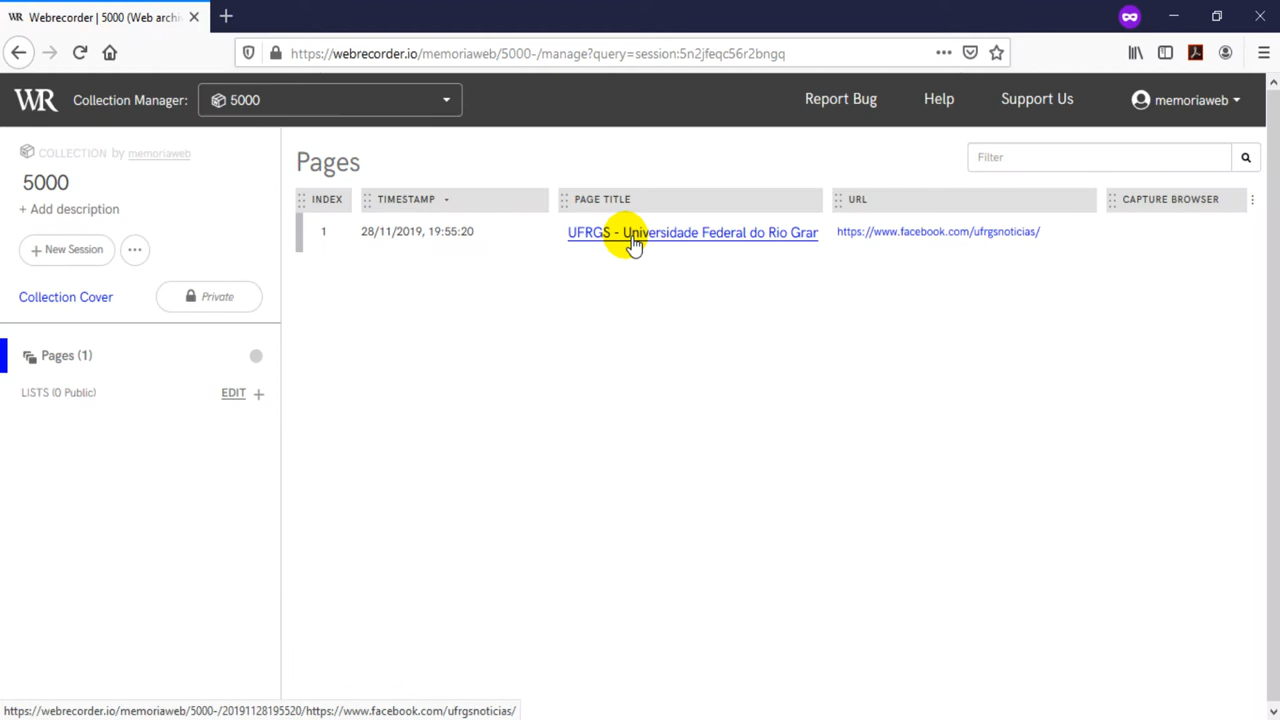 WR Webrecorder | 5000 (Web archiv
https://webrecorder.io/memoriaweb/5000-/manage?query=session:5n2jfeqc56r2bngq
WR Collection Manager: 5000 Report Bug Help Support Us memoriaweb
COLLECTION by memoriaweb
5000
+ Add description
+ New Session
Collection Cover Private
Pages (1)
LISTS (0 Public) EDIT +
Pages
Filter
INDEX TIMESTAMP PAGE TITLE URL CAPTURE BROWSER
1 28/11/2019, 19:55:20 UFRGS - Universidade Federal do Rio Grar https://www.facebook.com/ufrgsnoticias/
https://webrecorder.io/memoriaweb/5000-/20191128195520/https://www.facebook.com/ufrgsnoticias/